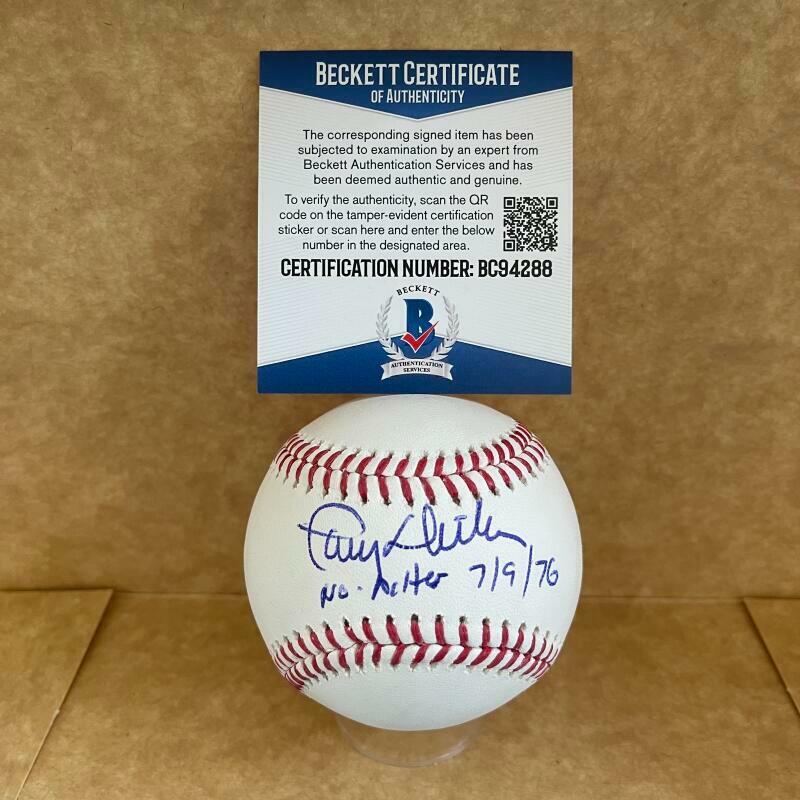 BECKETT CERTIFICATE
OF AUTHENTICITY
The corresponding signed item has been
subjected to examination by an expert from
Beckett Authentication Services and has
been deemed authentic and genuine.
To verify the authenticity, scan the QR
code on the tamper-evident certification
sticker or scan here and enter the below
number in the designated area.
CERTIFICATION NUMBER: BC94288
BECKETT
B
AUTHENTICATION
SERVICES
Larry Dierker
No-hitter 7/9/76